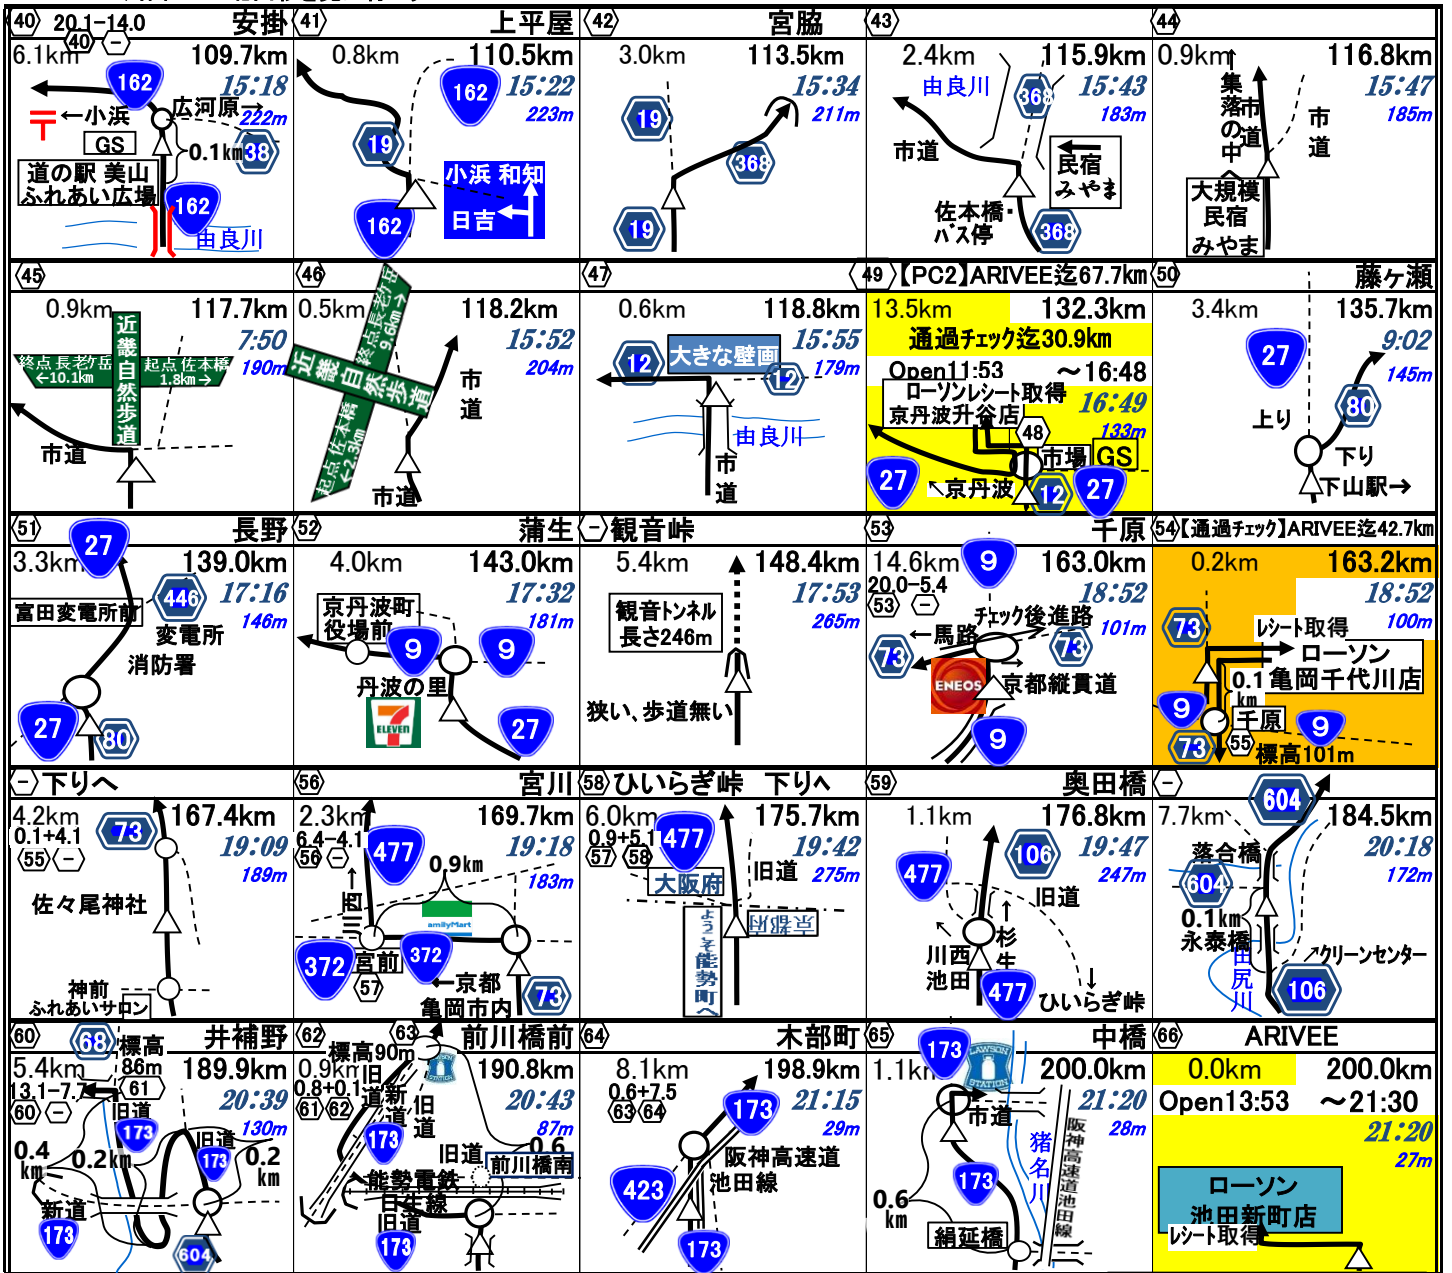 40 20.1−14.0 安掛
40 −
6.1km 109.7km
162 15:18
←小浜 広河原→ 222m
GS 0.1km 38
道の駅 美山
ふれあい広場
162
由良川
41 上平屋
0.8km 110.5km
162 15:22
223m
19
小浜 和知
日吉
162
42 宮脇
3.0km 113.5km
15:34
19 211m
368
19
43
2.4km 115.9km
由良川 368 15:43
183m
市道
民宿
みやま
佐本橋・
バス停 368
44
0.9km 116.8km
15:47
185m
←集落の中へ
市道 市道
大規模
民宿
みやま
45
0.9km 117.7km
7:50
190m
近畿自然歩道
終点 長老ケ岳 起点 佐本橋
←10.1km 1.8km→
市道
46
0.5km 118.2km
15:52
204m
終点長老ケ岳
9.6km→
近畿自然歩道
起点 佐本橋
←2.3km
市道
市道
47
0.6km 118.8km
15:55
12 大きな壁画 179m
12
由良川
市道
49 【PC2】ARIVEE迄67.7km
13.5km 132.3km
通過チェック迄30.9km
Open11:53 ～16:48
ローソンレシート取得 16:49
京丹波升谷店 133m
48
市場 GS
27 ↖京丹波 12 27
50 藤ヶ瀬
3.4km 135.7km
27 9:02
145m
80
上り
下り
下山駅→
51 長野
27
3.3km 139.0km
446 17:16
富田変電所前 146m
変電所
消防署
27 80
52 蒲生
4.0km 143.0km
17:32
京丹波町 181m
役場前
9 9
丹波の里
7 ELEVEN
27
− 観音峠
5.4km 148.4km
17:53
観音トンネル 265m
長さ246m
狭い、歩道無い
53 千原
14.6km 9 163.0km
20.0−5.4 18:52
53 − チェック後進路 101m
←馬路 73
73
ENEOS →京都縦貫道
9
54 【通過チェック】ARIVEE迄42.7km
0.2km 163.2km
18:52
73 レシート取得 100m
ローソン
0.1km 亀岡千代川店
9 千原 9
73 55 標高101m
− 下りへ
4.2km 167.4km
0.1+4.1 73 19:09
55 − 189m
佐々尾神社
神前
ふれあいサロン
56 宮川
2.3km 169.7km
6.4−4.1 477 19:18
56 − 0.9km 183m
川西→
amilyMart
372 宮前 372
57 ←京都
亀岡市内 73
58 ひいらぎ峠 下りへ
6.0km 175.7km
0.9+5.1 477 19:42
57 58 旧道 275m
大阪府
京都府
ようこそ能勢町へ
59 奥田橋
1.1km 176.8km
106 19:47
477 旧道 247m
↖ ←杉生
川西
池田
477 ひいらぎ峠
−
604
7.7km 184.5km
落合橋 20:18
604 172m
0.1km
永泰橋
田尻川 ↗クリーンセンター
106
60 井補野
68 標高
86m
5.4km 189.9km
13.1−7.7 61 20:39
60 − 旧道 130m
173 旧道
0.4km 0.2km 173 0.2km
新道
173
604
62 63 前川橋前
標高90m LAWSON STATION
0.9km 190.8km
0.8+0.1 旧道 新道 旧道 20:43
61 62 87m
173
旧道 0.6
前川橋南
能勢電鉄
日生線
旧道
173
64 木部町
8.1km 198.9km
0.6+7.5 21:15
63 64 173 29m
阪神高速道
池田線
423
173
65 中橋
173 LAWSON STATION
1.1km 200.0km
市道 21:20
28m
猪名川
阪神高速道池田線
173
0.6km
絹延橋
66 ARIVEE
0.0km 200.0km
Open13:53 ～21:30
21:20
27m
ローソン
池田新町店
レシート取得